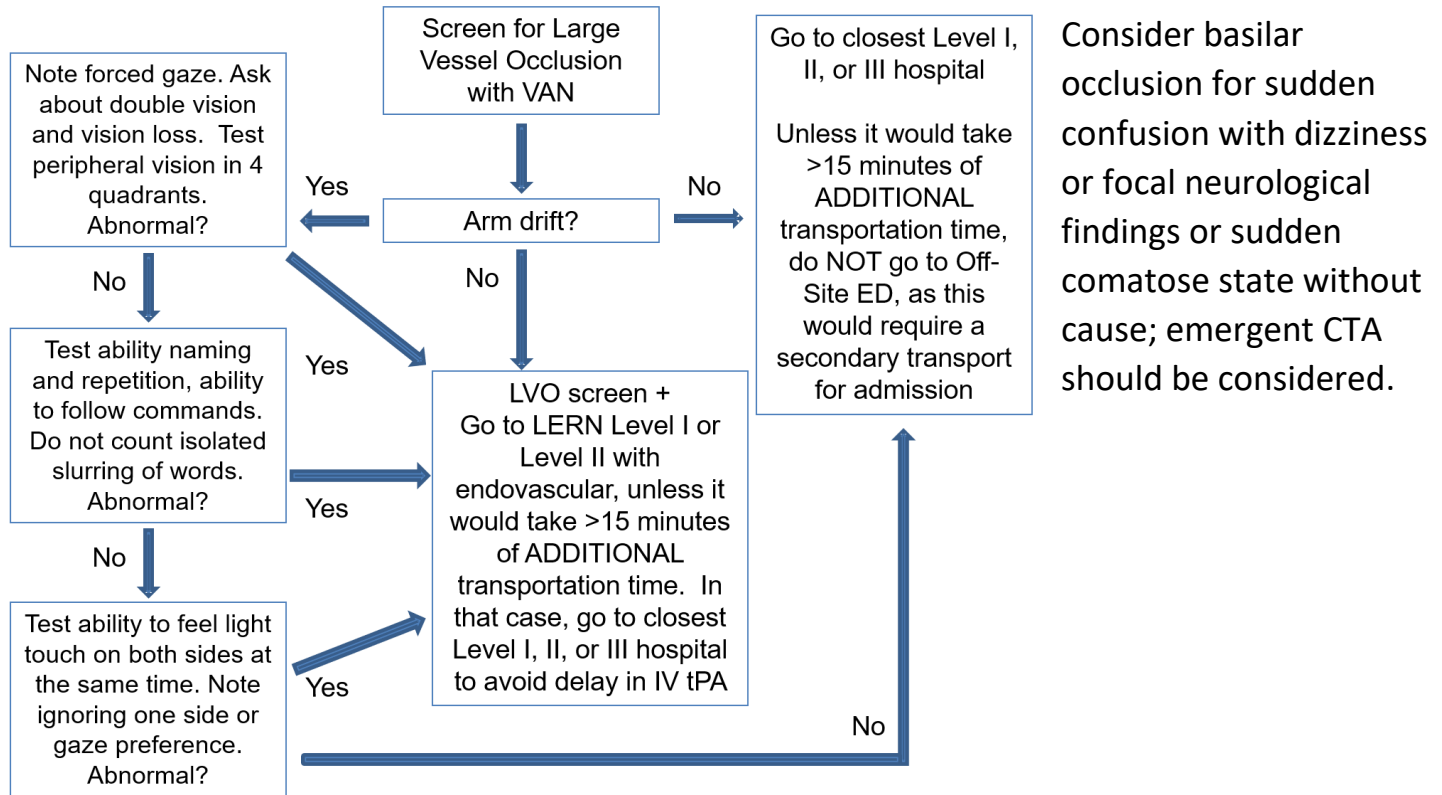 Screen for Large
Vessel Occlusion
with VAN
Arm drift?
Yes
No
No
Note forced gaze. Ask
about double vision
and vision loss.  Test
peripheral vision in 4
quadrants.
Abnormal?
No
Yes
Test ability naming
and repetition, ability
to follow commands.
Do not count isolated
slurring of words.
Abnormal?
No
Yes
Test ability to feel light
touch on both sides at
the same time. Note
ignoring one side or
gaze preference.
Abnormal?
Yes
No
LVO screen +
Go to LERN Level I or
Level II with
endovascular, unless it
would take >15 minutes
of ADDITIONAL
transportation time.  In
that case, go to closest
Level I, II, or III hospital
to avoid delay in IV tPA
Go to closest Level I,
II, or III hospital
Unless it would take
>15 minutes of
ADDITIONAL
transportation time,
do NOT go to Off-
Site ED, as this
would require a
secondary transport
for admission
Consider basilar
occlusion for sudden
confusion with dizziness
or focal neurological
findings or sudden
comatose state without
cause; emergent CTA
should be considered.